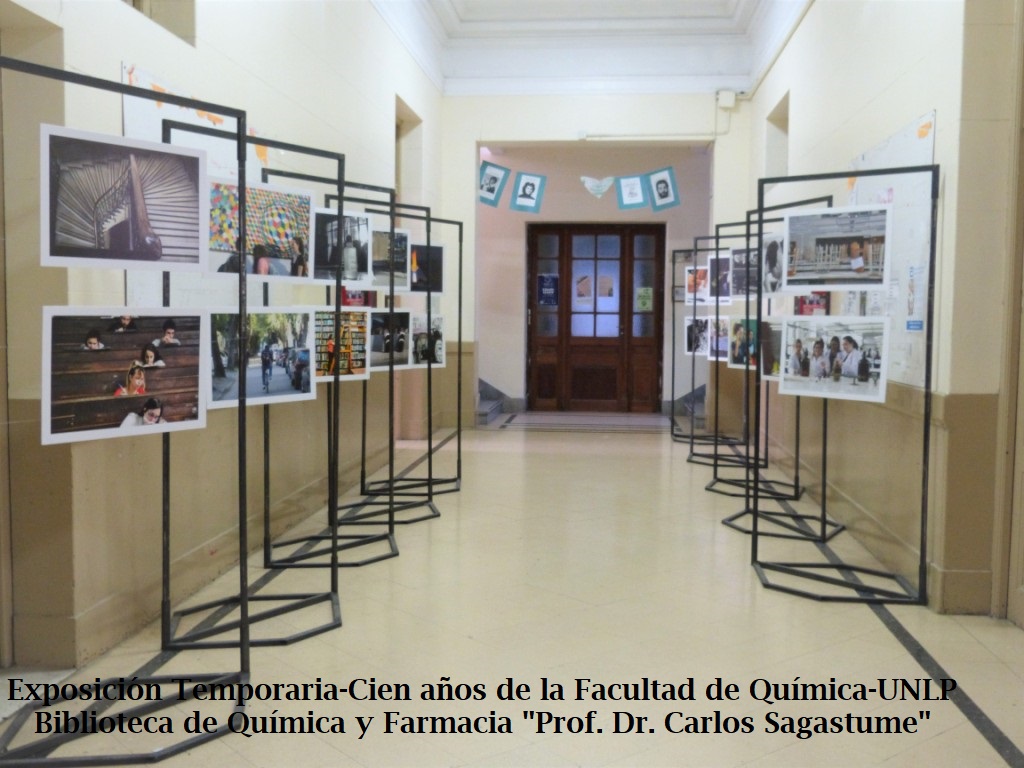 Exposición Temporaria-Cien años de la Facultad de Química-UNLP
Biblioteca de Química y Farmacia "Prof. Dr. Carlos Sagastume"